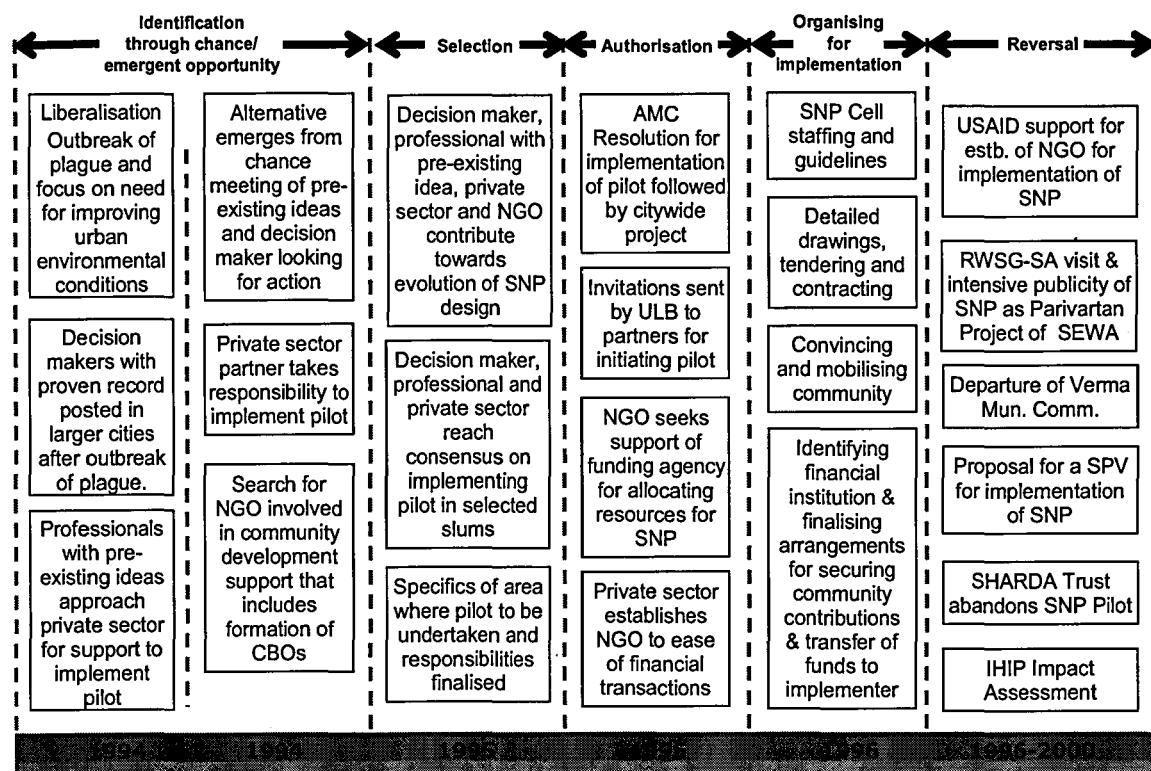 Identification
through chance/
emergent opportunity
Selection
Authorisation
Organising
for
implementation
Reversal
Liberalisation
Outbreak of
plague and
focus on need
for improving
urban
environmental
conditions
Decision
makers with
proven record
posted in
larger cities
after outbreak
of plague.
Professionals
with pre-
existing ideas
approach
private sector
for support to
implement
pilot
Alternative
emerges from
chance
meeting of pre-
existing ideas
and decision
maker looking
for action
Private sector
partner takes
responsibility to
implement pilot
Search for
NGO involved
in community
development
support that
includes
formation of
CBOs
Decision maker,
professional with
pre-existing
idea, private
sector and NGO
contribute
towards
evolution of SNP
design
Decision maker,
professional and
private sector
reach
consensus on
implementing
pilot in selected
slums
Specifics of area
where pilot to be
undertaken and
responsibilities
finalised
AMC
Resolution for
implementation
of pilot followed
by citywide
project
Invitations sent
by ULB to
partners for
initiating pilot
NGO seeks
support of
funding agency
for allocating
resources for
SNP
Private sector
establishes
NGO to ease
of financial
transactions
SNP Cell
staffing and
guidelines
Detailed
drawings,
tendering and
contracting
Convincing
and mobilising
community
Identifying
financial
institution &
finalising
arrangements
for securing
community
contributions
& transfer of
funds to
implementer
USAID support for
estb. of NGO for
implementation of
SNP
RWSG-SA visit &
intensive publicity of
SNP as Parivartan
Project of SEWA
Departure of Verma
Mun. Comm.
Proposal for a SPV
for implementation
of SNP
SHARDA Trust
abandons SNP Pilot
IHIP Impact
Assessment
1994
1994
1995
1995
1996
1996-2000